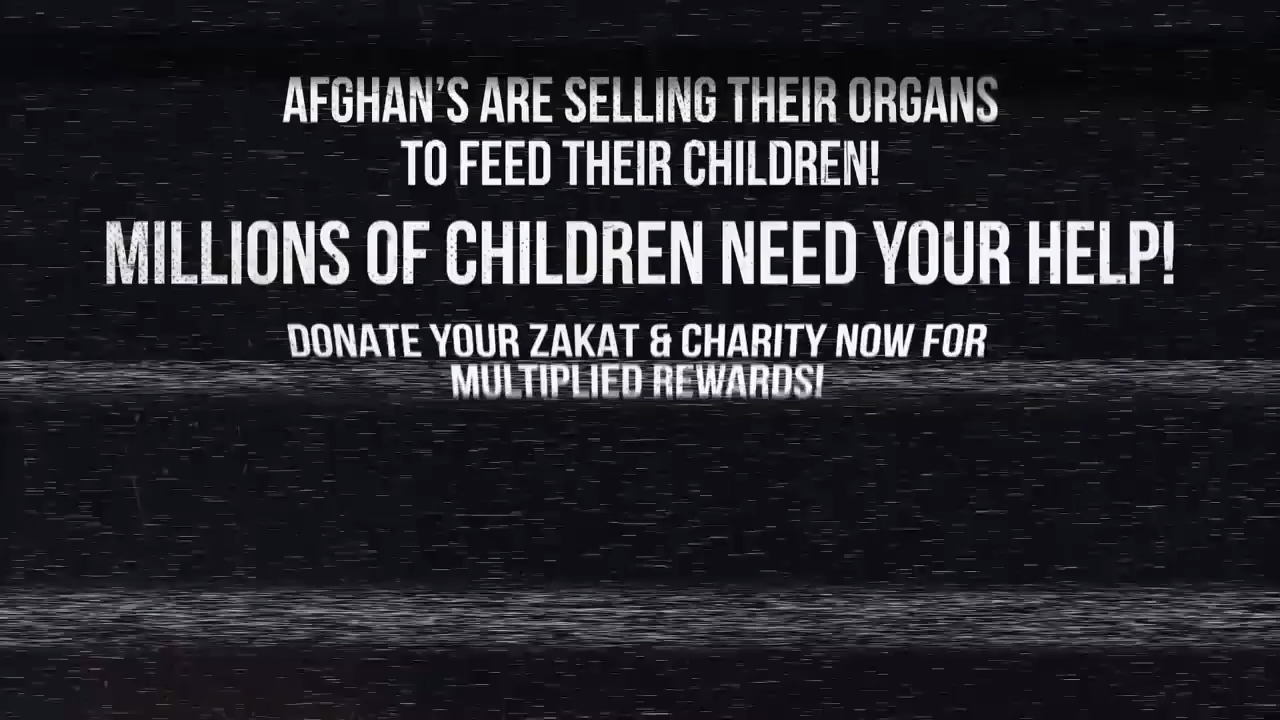 AFGHAN'S ARE SELLING THEIR ORGANS
TO FEED THEIR CHILDREN!
MILLIONS OF CHILDREN NEED YOUR HELP!
DONATE YOUR ZAKAT & CHARITY NOW FOR
MULTIPLIED REWARDS!